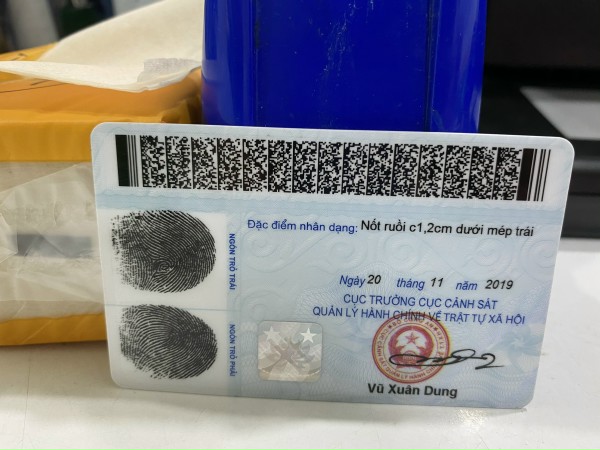 Đặc điểm nhân dạng: Nốt ruồi c1,2cm dưới mép trái
NGÓN TRỎ TRÁI
NGÓN TRỎ PHẢI
Ngày 20 tháng 11 năm 2019
CỤC TRƯỞNG CỤC CẢNH SÁT
QUẢN LÝ HÀNH CHÍNH VỀ TRẬT TỰ XÃ HỘI
Vũ Xuân Dung